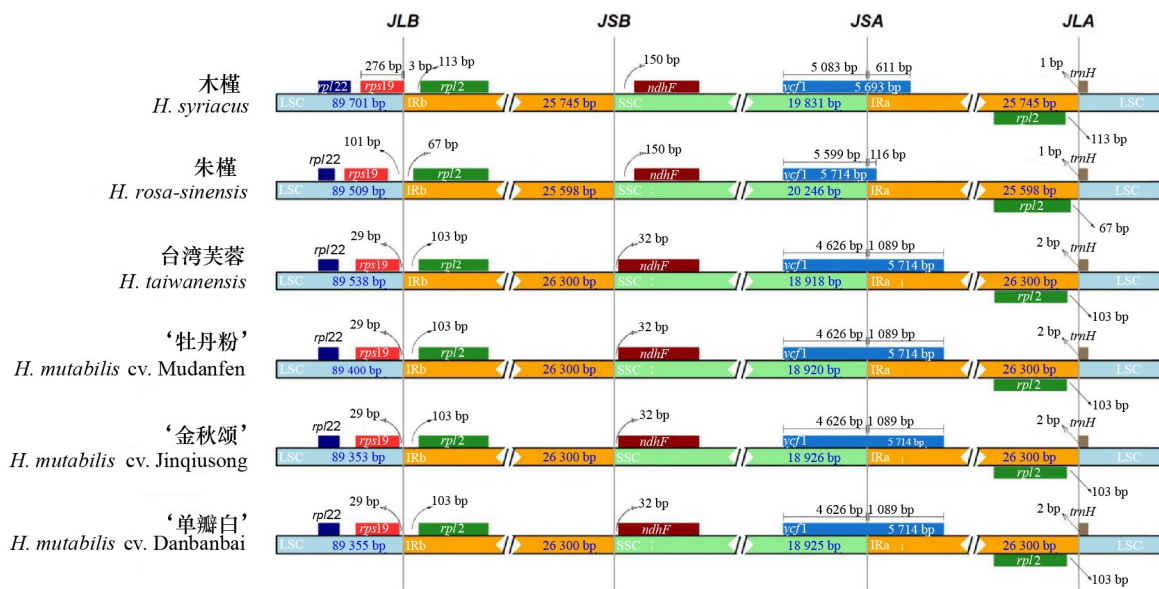 JLB JSB JSA JLA
276 bp 3 bp 113 bp 150 bp 5 083 bp 611 bp 1 bp trnH
木槿 rpl22 rps19 rpl2 ndhF ycf1 5 693 bp
H. syriacus LSC 89 701 bp IRb 25 745 bp SSC 19 831 bp IRa 25 745 bp LSC
rpl2 113 bp
101 bp 67 bp 150 bp 5 599 bp 116 bp 1 bp trnH
朱槿 rpl22 rps19 rpl2 ndhF ycf1 5 714 bp
H. rosa-sinensis LSC 89 509 bp IRb 25 598 bp SSC 20 246 bp IRa 25 598 bp LSC
rpl2 67 bp
29 bp 103 bp 32 bp 4 626 bp 1 089 bp 2 bp trnH
台湾芙蓉 rpl22 rps19 rpl2 ndhF ycf1 5 714 bp
H. taiwanensis LSC 89 538 bp IRb 26 300 bp SSC 18 918 bp IRa 26 300 bp LSC
rpl2 103 bp
29 bp 103 bp 32 bp 4 626 bp 1 089 bp 2 bp trnH
‘牡丹粉’ rpl22 rps19 rpl2 ndhF ycf1 5 714 bp
H. mutabilis cv. Mudanfen LSC 89 400 bp IRb 26 300 bp SSC 18 920 bp IRa 26 300 bp LSC
rpl2 103 bp
29 bp 103 bp 32 bp 4 626 bp 1 089 bp 2 bp trnH
‘金秋颂’ rpl22 rps19 rpl2 ndhF ycf1 5 714 bp
H. mutabilis cv. Jinqiusong LSC 89 353 bp IRb 26 300 bp SSC 18 926 bp IRa 26 300 bp LSC
rpl2 103 bp
29 bp 103 bp 32 bp 4 626 bp 1 089 bp 2 bp trnH
‘单瓣白’ rpl22 rps19 rpl2 ndhF ycf1 5 714 bp
H. mutabilis cv. Danbanbai LSC 89 355 bp IRb 26 300 bp SSC 18 925 bp IRa 26 300 bp LSC
rpl2 103 bp